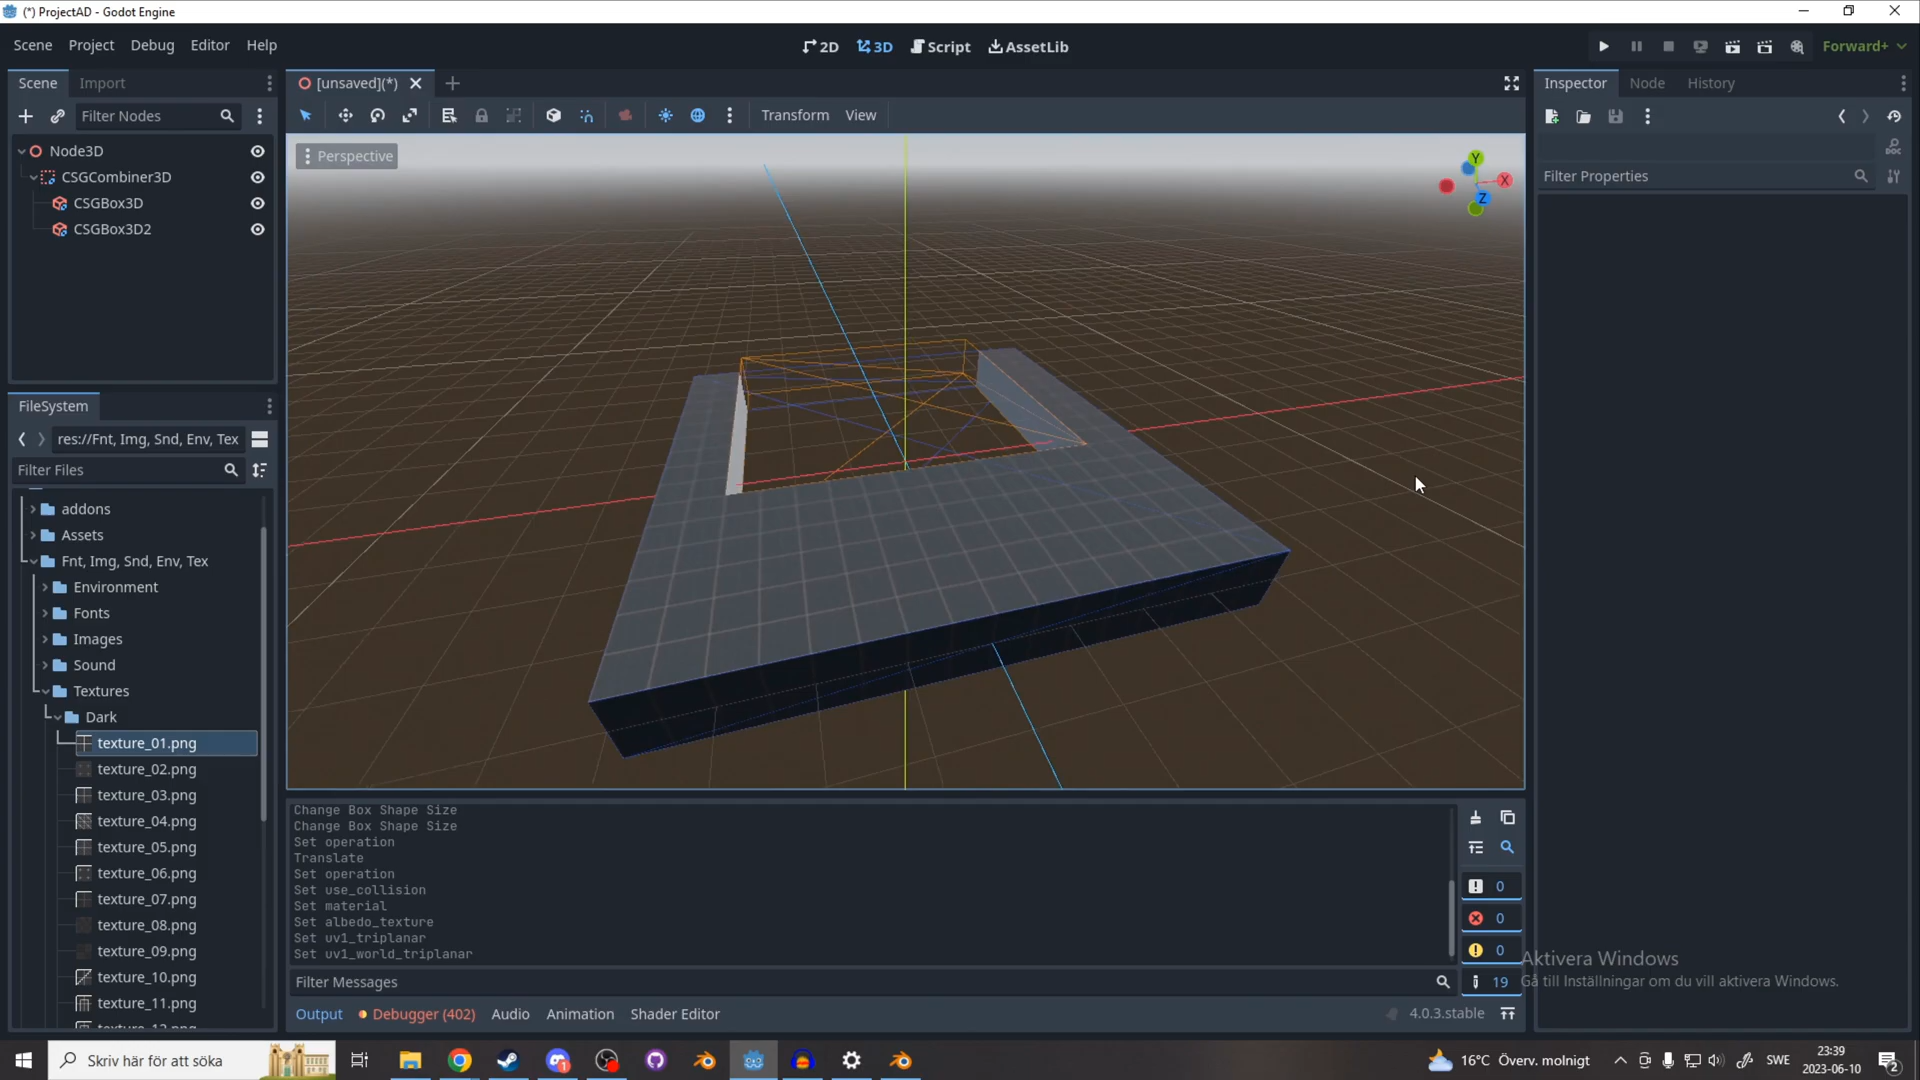 (*) ProjectAD - Godot Engine
Scene Project Debug Editor Help
2D 3D Script AssetLib
Forward+
Scene Import
[unsaved](*)
Inspector Node History
Filter Nodes
Transform View
Node3D
CSGCombiner3D
CSGBox3D
CSGBox3D2
Perspective
Y
X
Z
Filter Properties
FileSystem
res://Fnt, Img, Snd, Env, Tex
Filter Files
addons
Assets
Fnt, Img, Snd, Env, Tex
Environment
Fonts
Images
Sound
Textures
Dark
texture_01.png
texture_02.png
texture_03.png
texture_04.png
texture_05.png
texture_06.png
texture_07.png
texture_08.png
texture_09.png
texture_10.png
texture_11.png
Change Box Shape Size
Change Box Shape Size
Set operation
Translate
Set operation
Set use_collision
Set material
Set albedo_texture
Set uv1_triplanar
Set uv1_world_triplanar
0
0
0
19
Filter Messages
Output Debugger (402) Audio Animation Shader Editor
4.0.3.stable
Aktivera Windows
Gå till Inställningar om du vill aktivera Windows.
Skriv här för att söka
16°C Överv. molnigt
SWE
23:39
2023-06-10
2